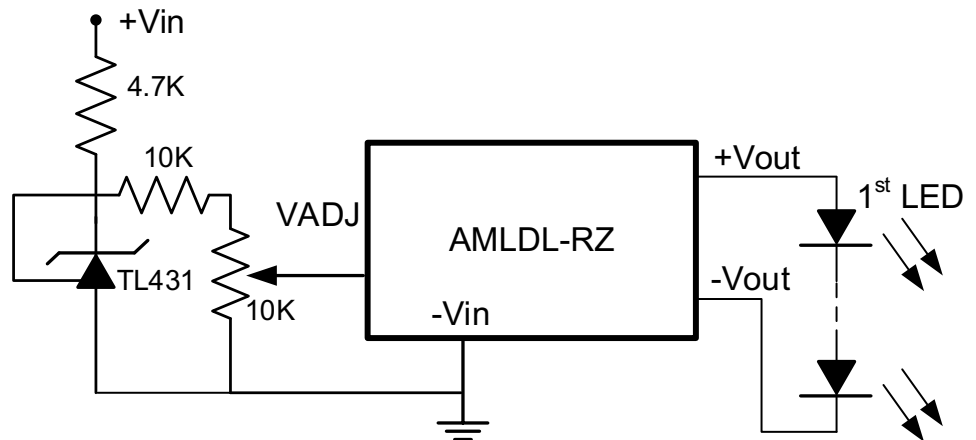 +Vin
4.7K
10K
TL431
10K
VADJ
AMLDL-RZ
-Vin
+Vout
1st LED
-Vout